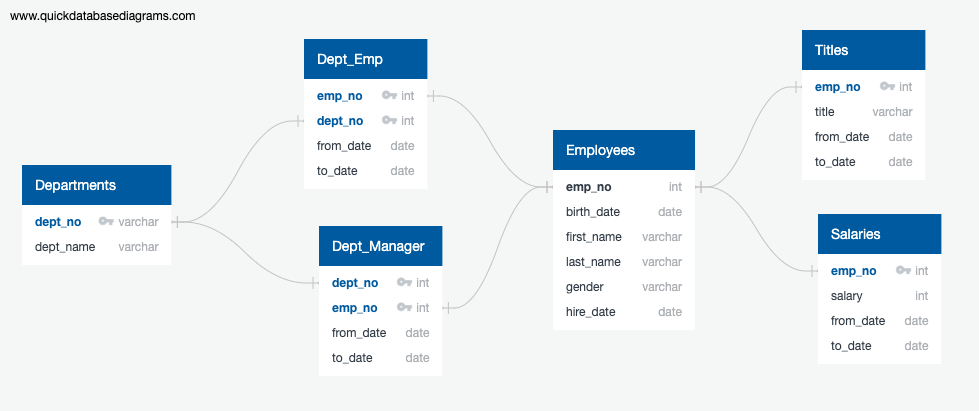 www.quickdatabasediagrams.com
Departments
dept_no varchar
dept_name varchar
Dept_Emp
emp_no int
dept_no int
from_date date
to_date date
Dept_Manager
dept_no int
emp_no int
from_date date
to_date date
Employees
emp_no int
birth_date date
first_name varchar
last_name varchar
gender varchar
hire_date date
Titles
emp_no int
title varchar
from_date date
to_date date
Salaries
emp_no int
salary int
from_date date
to_date date